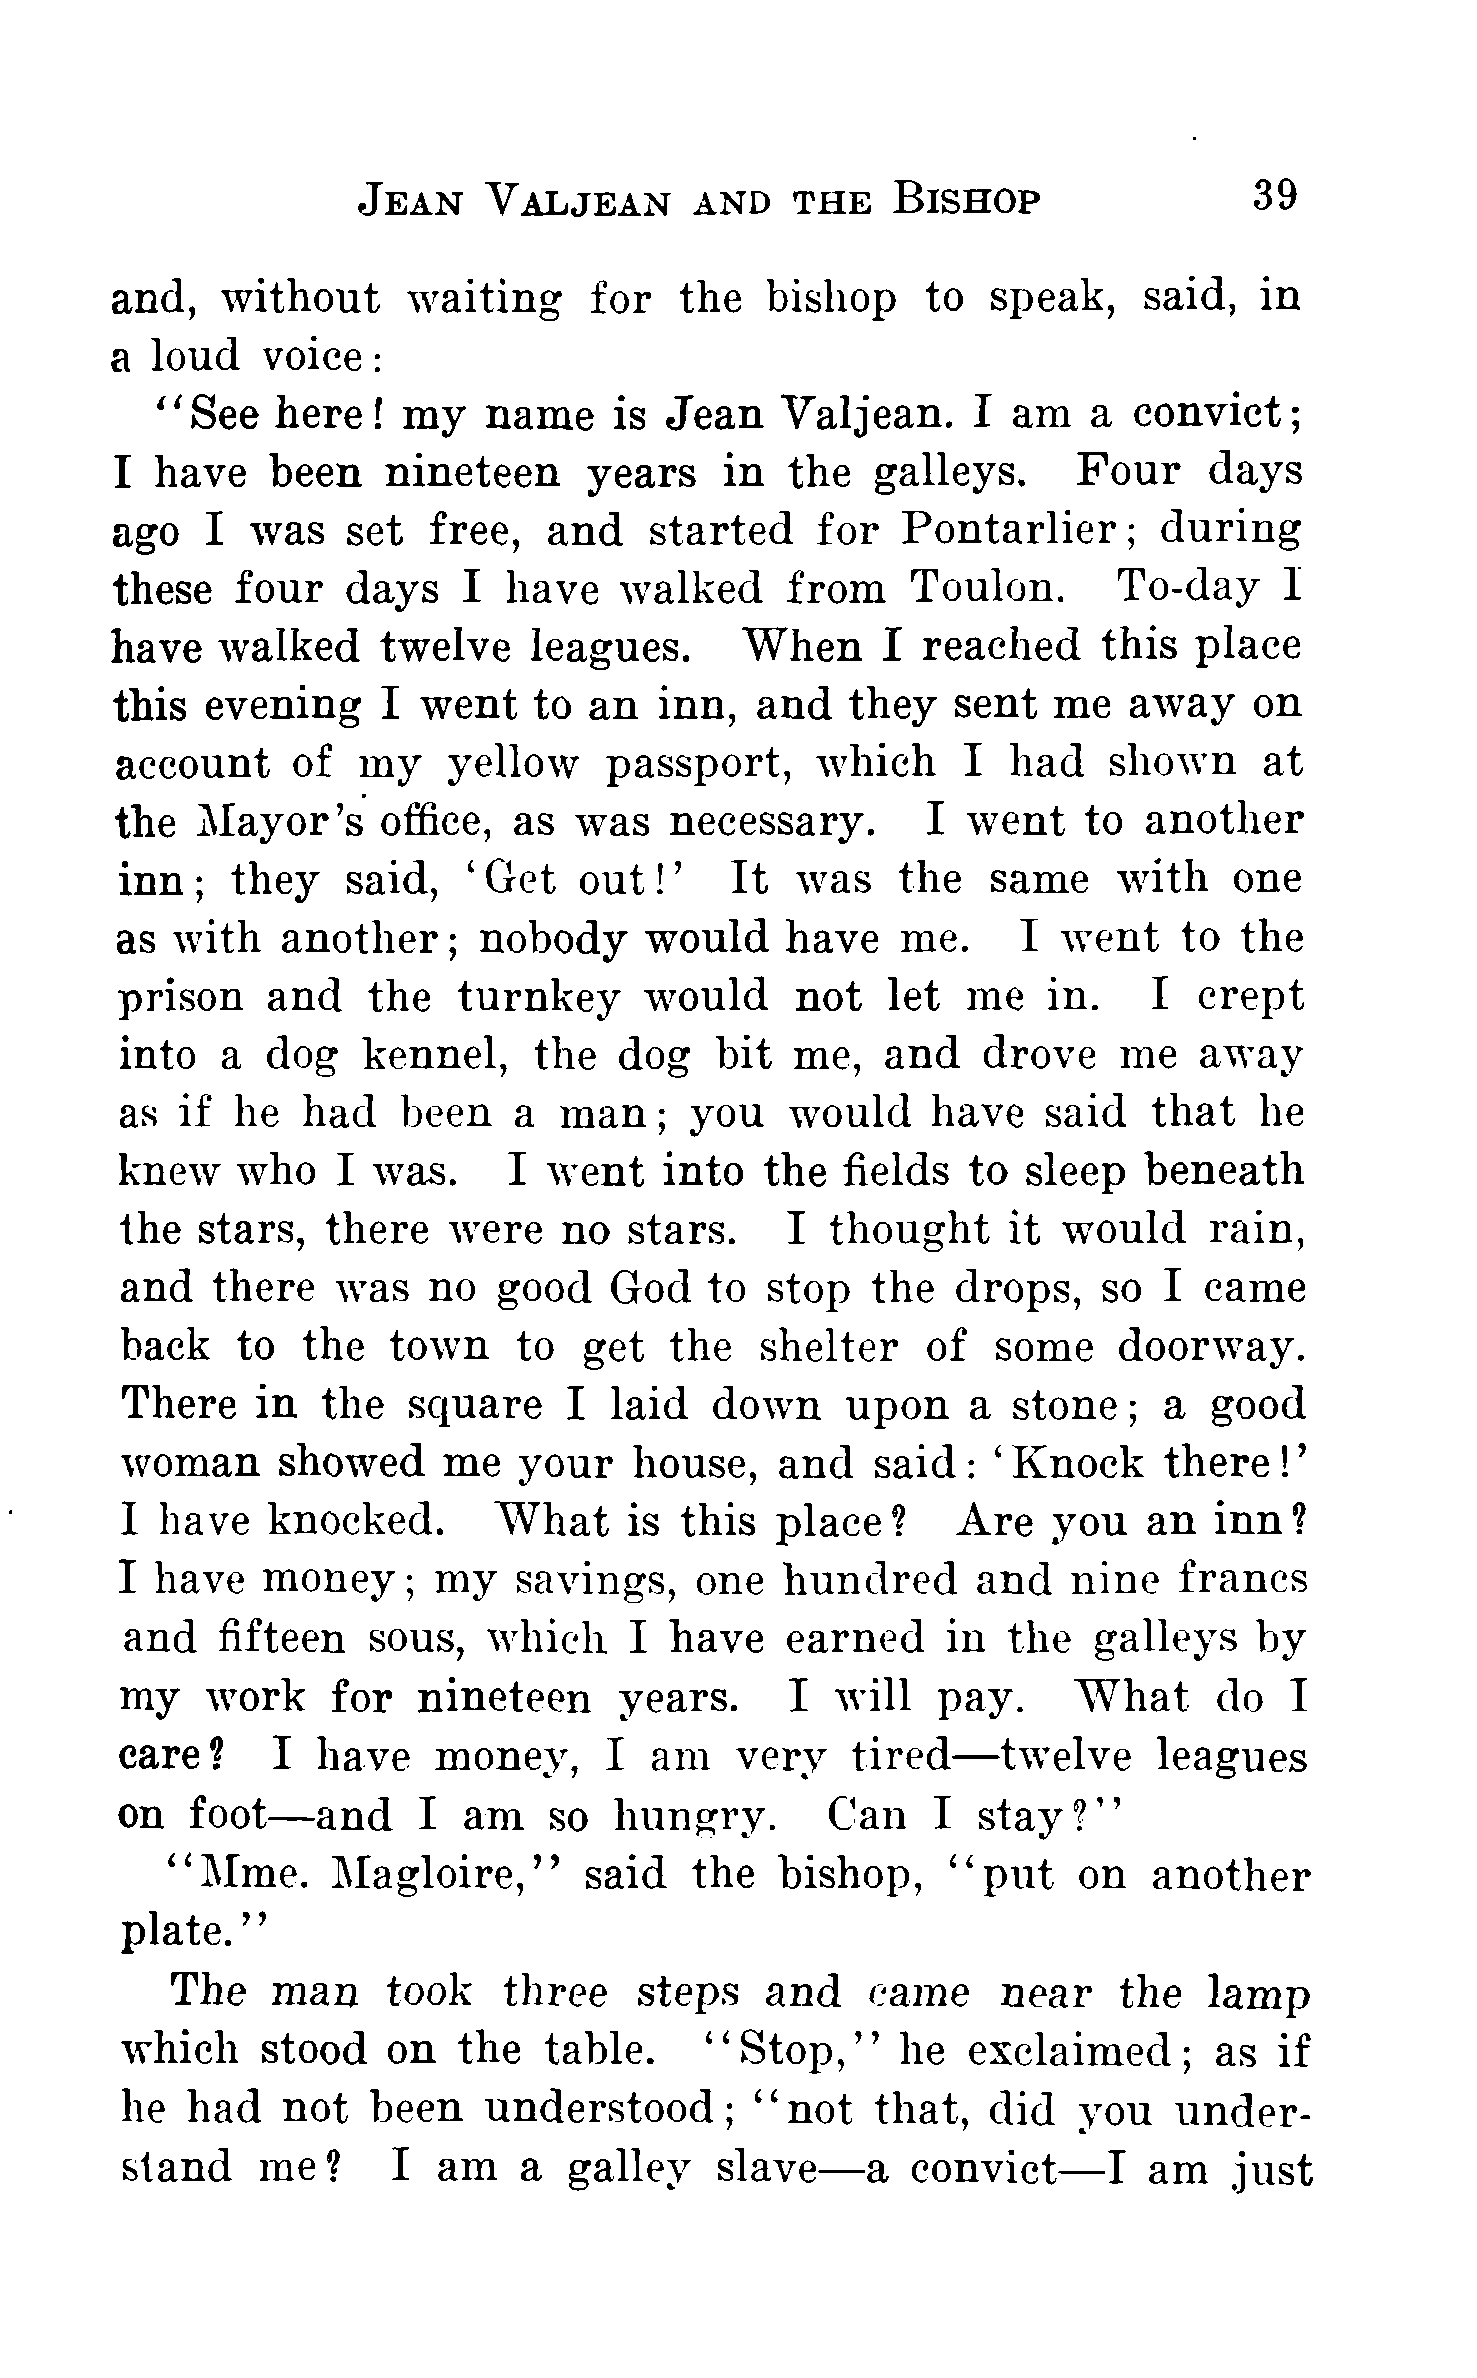 JEAN VALJEAN AND THE BISHOP 39
and, without waiting for the bishop to speak, said, in
a loud voice:
"See here! my name is Jean Valjean. I am a convict;
I have been nineteen years in the galleys. Four days
ago I was set free, and started for Pontarlier; during
these four days I have walked from Toulon. To-day I
have walked twelve leagues. When I reached this place
this evening I went to an inn, and they sent me away on
account of my yellow passport, which I had shown at
the Mayor's office, as was necessary. I went to another
inn; they said, 'Get out!' It was the same with one
as with another; nobody would have me. I went to the
prison and the turnkey would not let me in. I crept
into a dog kennel, the dog bit me, and drove me away
as if he had been a man; you would have said that he
knew who I was. I went into the fields to sleep beneath
the stars, there were no stars. I thought it would rain,
and there was no good God to stop the drops, so I came
back to the town to get the shelter of some doorway.
There in the square I laid down upon a stone; a good
woman showed me your house, and said: 'Knock there!'
I have knocked. What is this place? Are you an inn?
I have money; my savings, one hundred and nine francs
and fifteen sous, which I have earned in the galleys by
my work for nineteen years. I will pay. What do I
care? I have money, I am very tired—twelve leagues
on foot—and I am so hungry. Can I stay?"
"Mme. Magloire," said the bishop, "put on another
plate."
The man took three steps and came near the lamp
which stood on the table. "Stop," he exclaimed; as if
he had not been understood; "not that, did you under-
stand me? I am a galley slave—a convict—I am just